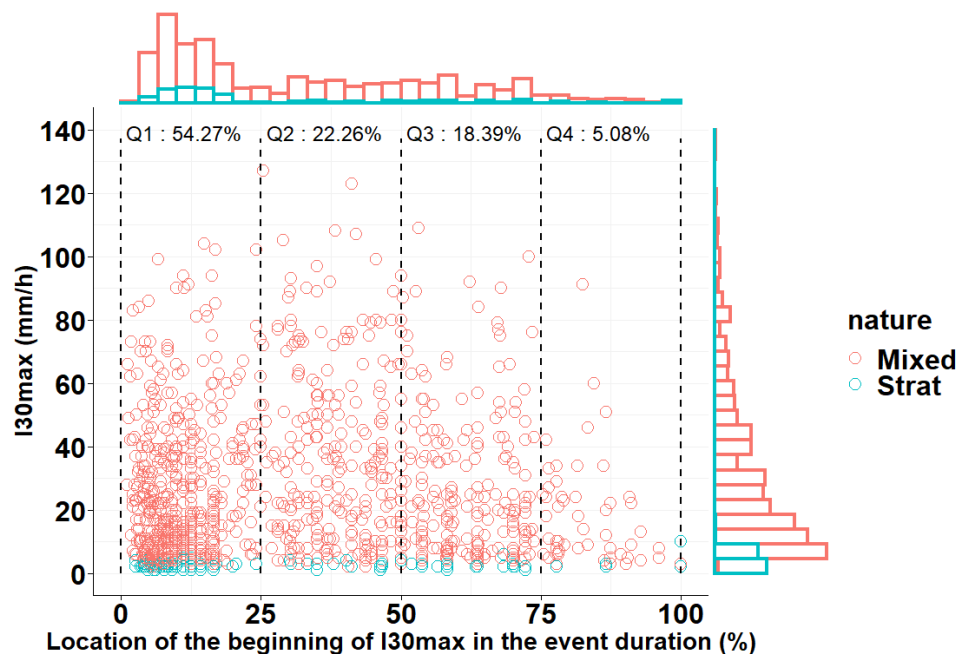 Q1 : 54.27% Q2 : 22.26% Q3 : 18.39% Q4 : 5.08%
140
120
100
80
60
40
20
0
I30max (mm/h)
0 25 50 75 100
Location of the beginning of I30max in the event duration (%)
nature
Mixed
Strat